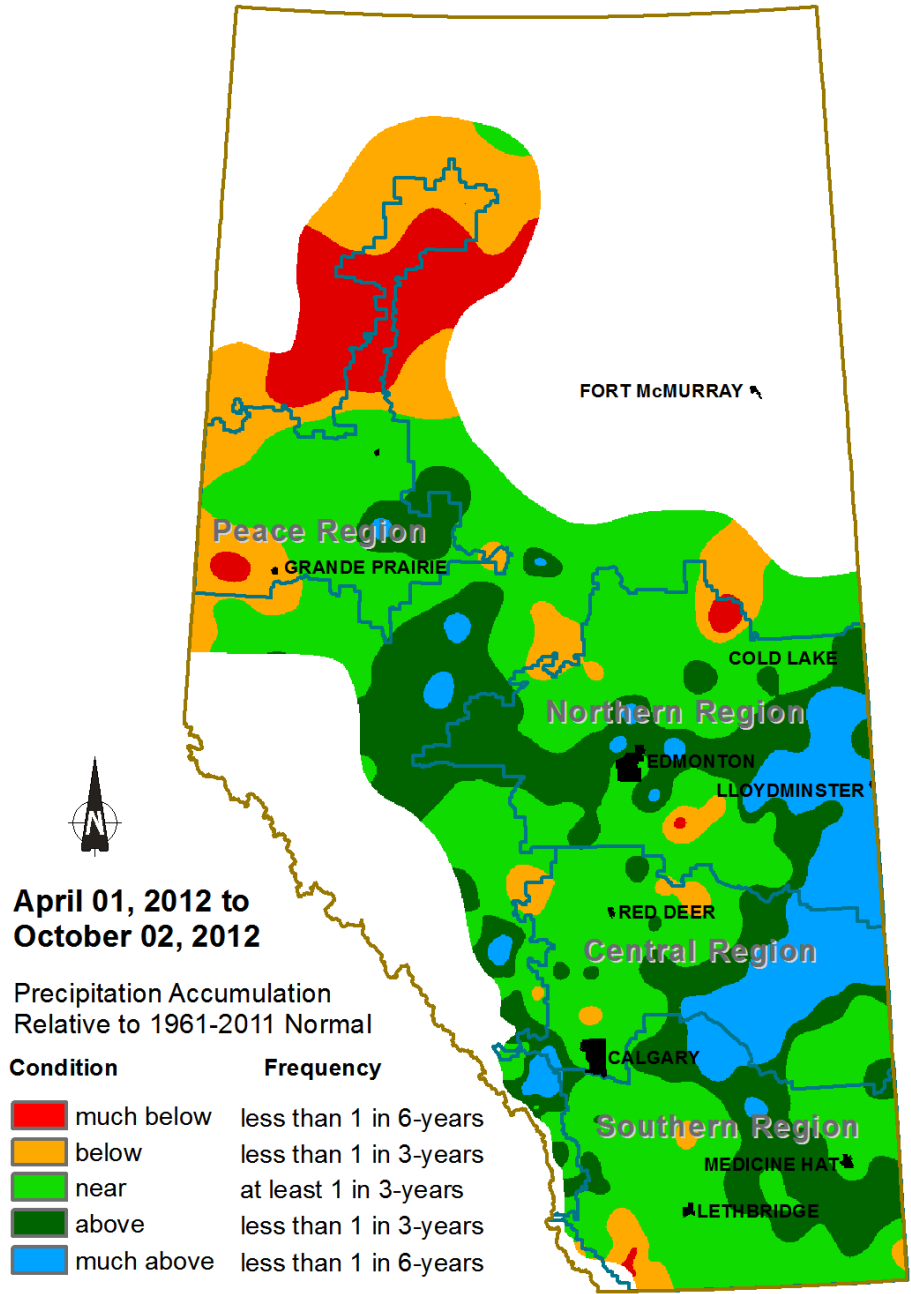 FORT McMURRAY
Peace Region
GRANDE PRAIRIE
COLD LAKE
Northern Region
EDMONTON
LLOYDMINSTER
N
April 01, 2012 to
October 02, 2012
RED DEER
Central Region
Precipitation Accumulation
Relative to 1961-2011 Normal
CALGARY
Condition Frequency
much below less than 1 in 6-years
below less than 1 in 3-years
near at least 1 in 3-years
above less than 1 in 3-years
much above less than 1 in 6-years
Southern Region
MEDICINE HAT
LETHBRIDGE